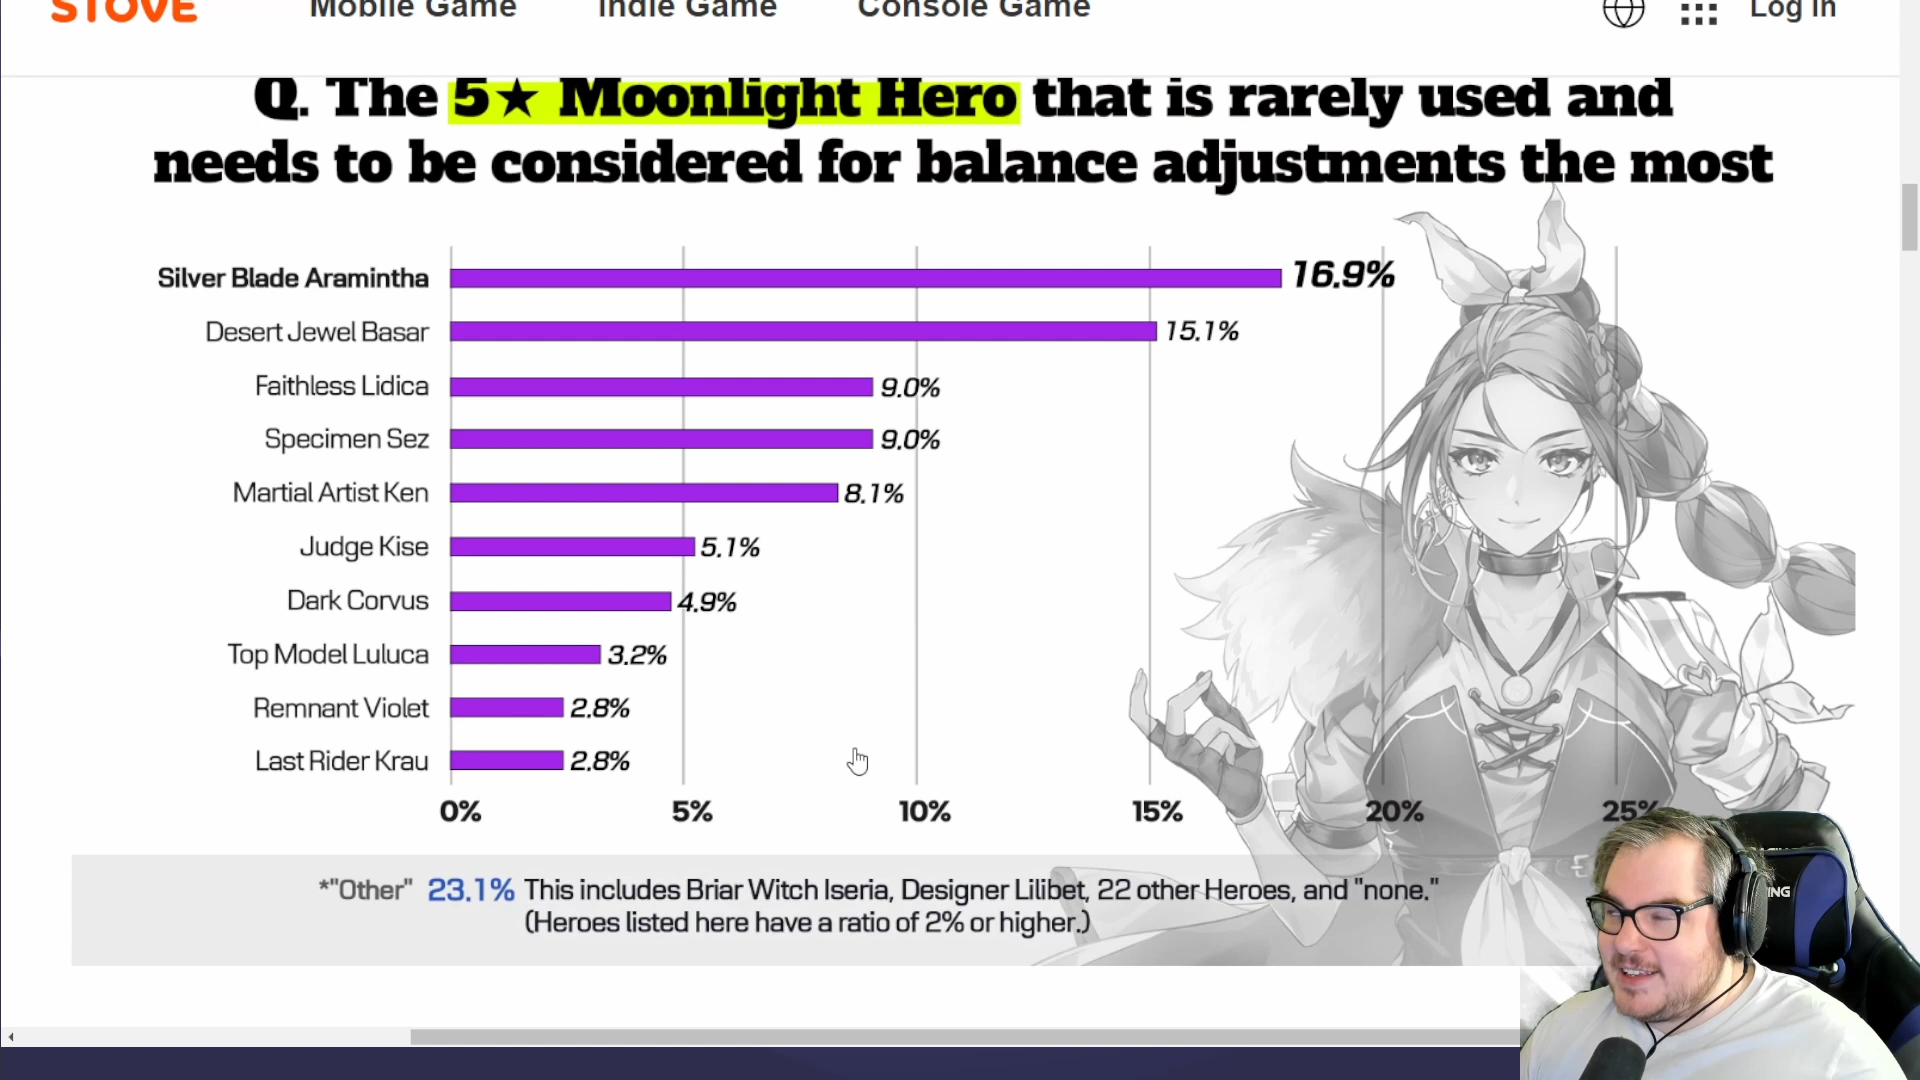 STOVE
Mobile Game
Indie Game
Console Game
Log in
Q. The 5★ Moonlight Hero that is rarely used and
needs to be considered for balance adjustments the most
Silver Blade Aramintha 16.9%
Desert Jewel Basar 15.1%
Faithless Lidica 9.0%
Specimen Sez 9.0%
Martial Artist Ken 8.1%
Judge Kise 5.1%
Dark Corvus 4.9%
Top Model Luluca 3.2%
Remnant Violet 2.8%
Last Rider Krau 2.8%
0% 5% 10% 15% 20% 25%
*"Other" 23.1% This includes Briar Witch Iseria, Designer Lilibet, 22 other Heroes, and "none."
(Heroes listed here have a ratio of 2% or higher.)